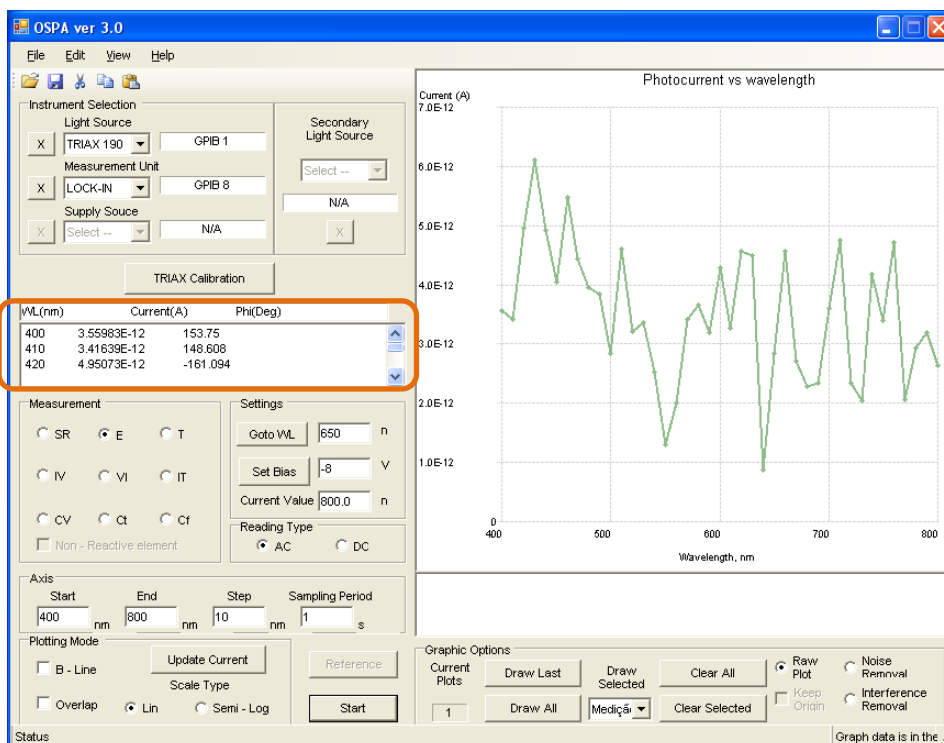 OSPA ver 3.0
File Edit View Help
Instrument Selection
Light Source
X TRIAX 190 GPIB 1
Measurement Unit
X LOCK-IN GPIB 8
Supply Souce
X Select -- N/A
Secondary
Light Source
Select --
N/A
X
TRIAX Calibration
WL(nm) Current(A) Phi(Deg)
400 3.55983E-12 153.75
410 3.41639E-12 148.608
420 4.95073E-12 -161.094
Measurement
SR E T
IV VI IT
CV Ct Cf
Non - Reactive element
Settings
Goto WL 650 n
Set Bias -8 V
Current Value 800.0 n
Reading Type
AC DC
Axis
Start End Step Sampling Period
400 nm 800 nm 10 nm 1 s
Plotting Mode
B - Line Update Current
Scale Type
Overlap Lin Semi - Log
Reference
Start
Photocurrent vs wavelength
Current (A)
7.0E-12
6.0E-12
5.0E-12
4.0E-12
3.0E-12
2.0E-12
1.0E-12
0
400 500 600 700 800
Wavelength, nm
Graphic Options
Current
Plots
1
Draw Last
Draw All
Draw
Selected
Mediçã
Clear All
Clear Selected
Raw
Plot
Keep
Origin
Noise
Removal
Interference
Removal
Status Graph data is in the